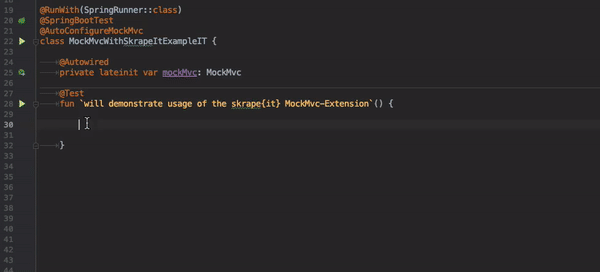 18
19 @RunWith(SpringRunner::class)
20 @SpringBootTest
21 @AutoConfigureMockMvc
22 class MockMvcWithSkrapeItExampleIT {
23
24 @Autowired
25 private lateinit var mockMvc: MockMvc
26
27 @Test
28 fun `will demonstrate usage of the skrape{it} MockMvc-Extension`() {
29
30
31
32 }
33
34
35
36
37
38
39
40
41
42
43
44